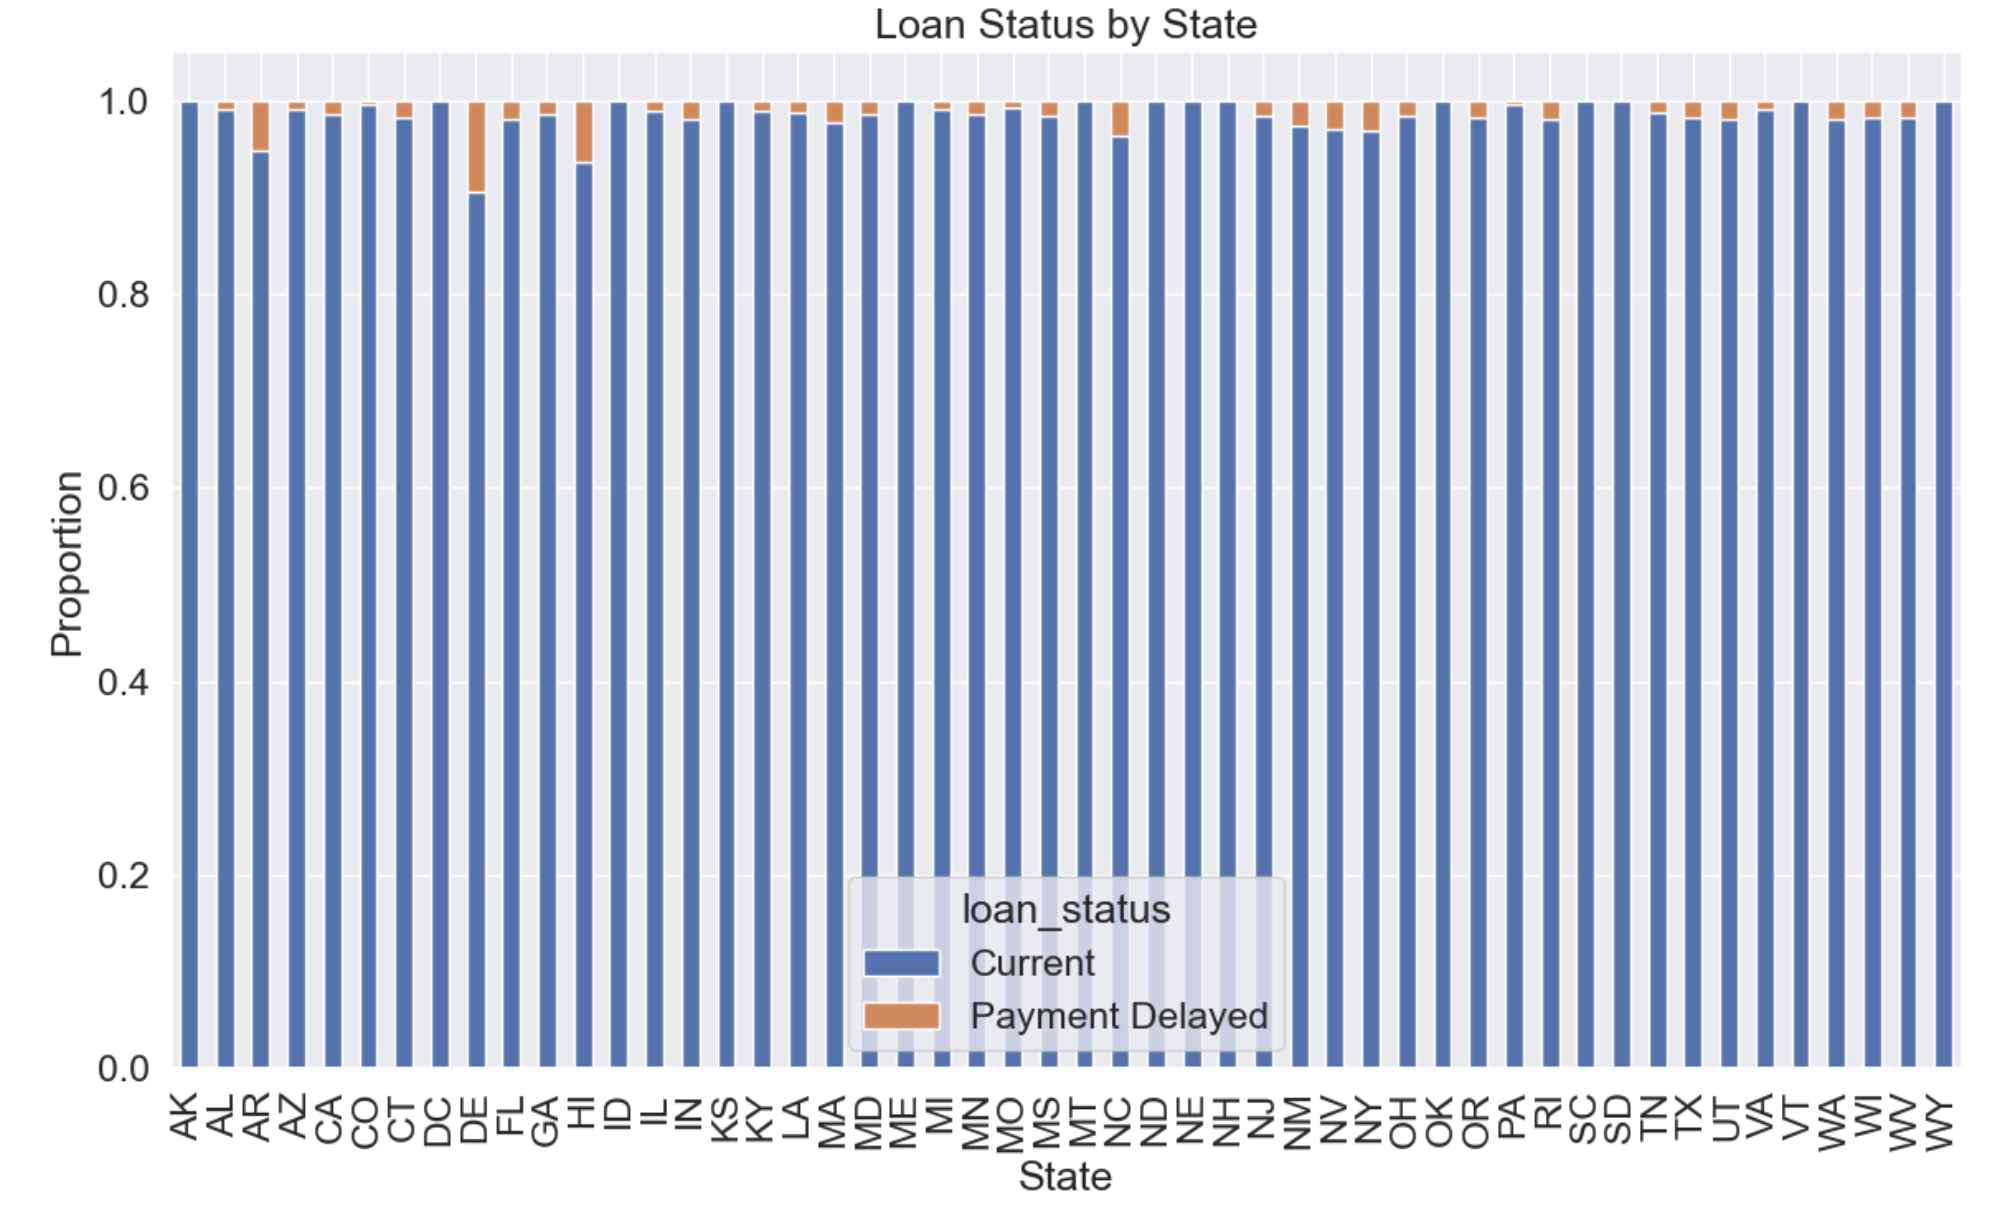 Loan Status by State
Proportion
1.0
0.8
0.6
0.4
0.2
0.0
loan_status
Current
Payment Delayed
AK AL AR AZ CA CO CT DC DE FL GA HI ID IL IN KS KY LA MA MD ME MI MN MO MS MT NC ND NE NH NJ NM NV NY OH OK OR PA RI SC SD TN TX UT VA VT WA WI WV WY
State